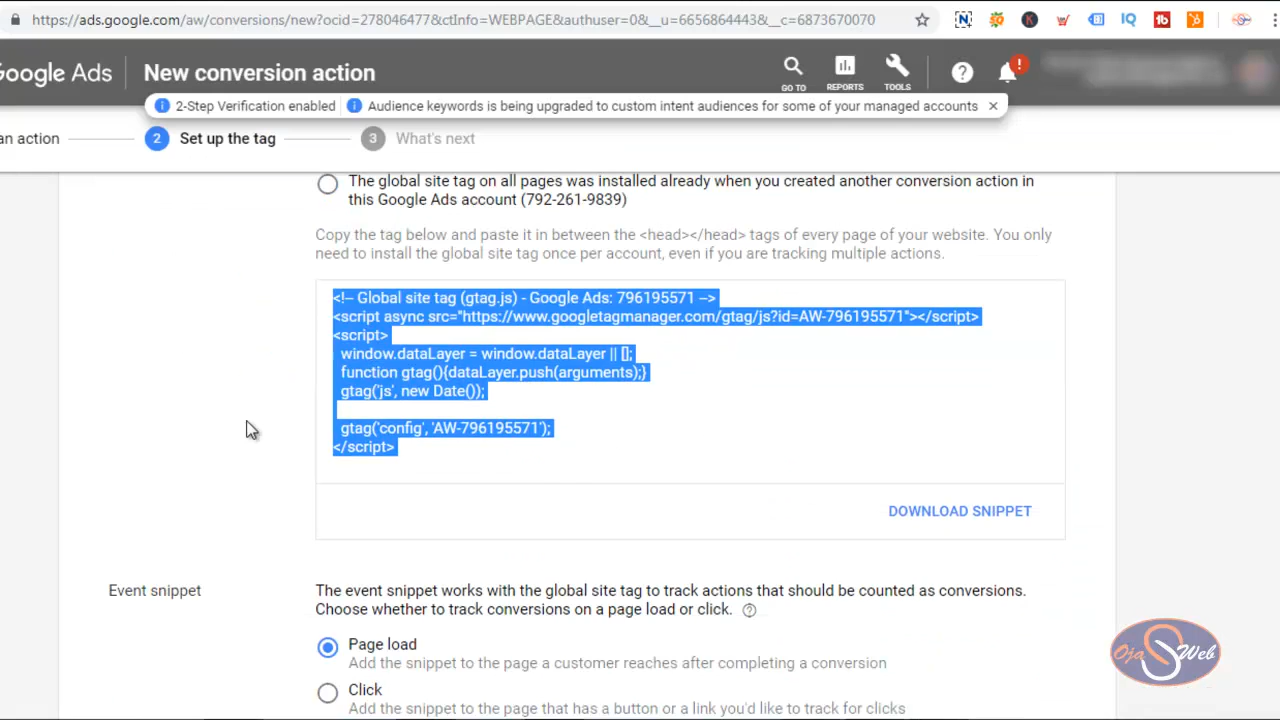 https://ads.google.com/aw/conversions/new?ocid=278046477&ctInfo=WEBPAGE&authuser=0&__u=6656864443&__c=6873670070
Google Ads
New conversion action
GO TO
REPORTS
TOOLS
2-Step Verification enabled
Audience keywords is being upgraded to custom intent audiences for some of your managed accounts
an action
2 Set up the tag
3 What's next
The global site tag on all pages was installed already when you created another conversion action in
this Google Ads account (792-261-9839)
Copy the tag below and paste it in between the <head></head> tags of every page of your website. You only
need to install the global site tag once per account, even if you are tracking multiple actions.
<!-- Global site tag (gtag.js) - Google Ads: 796195571 -->
<script async src="https://www.googletagmanager.com/gtag/js?id=AW-796195571"></script>
<script>
window.dataLayer = window.dataLayer || [];
function gtag(){dataLayer.push(arguments);}
gtag('js', new Date());
gtag('config', 'AW-796195571');
</script>
DOWNLOAD SNIPPET
Event snippet
The event snippet works with the global site tag to track actions that should be counted as conversions.
Choose whether to track conversions on a page load or click.
Page load
Add the snippet to the page a customer reaches after completing a conversion
Click
Add the snippet to the page that has a button or a link you'd like to track for clicks
Ojas Web